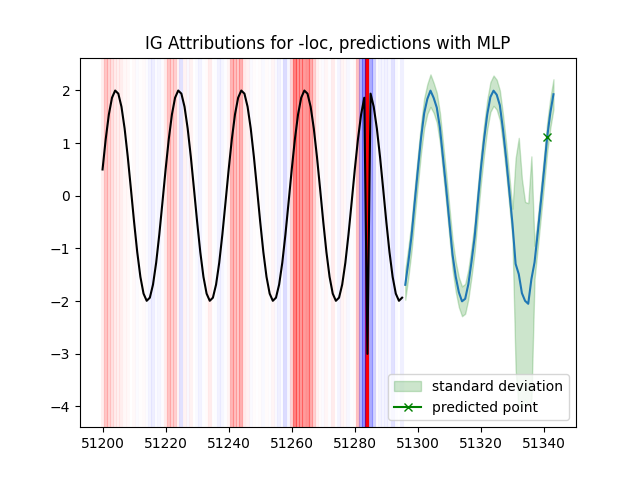 IG Attributions for -loc, predictions with MLP
2
1
0
−1
−2
−3
−4
standard deviation
predicted point
51200 51220 51240 51260 51280 51300 51320 51340